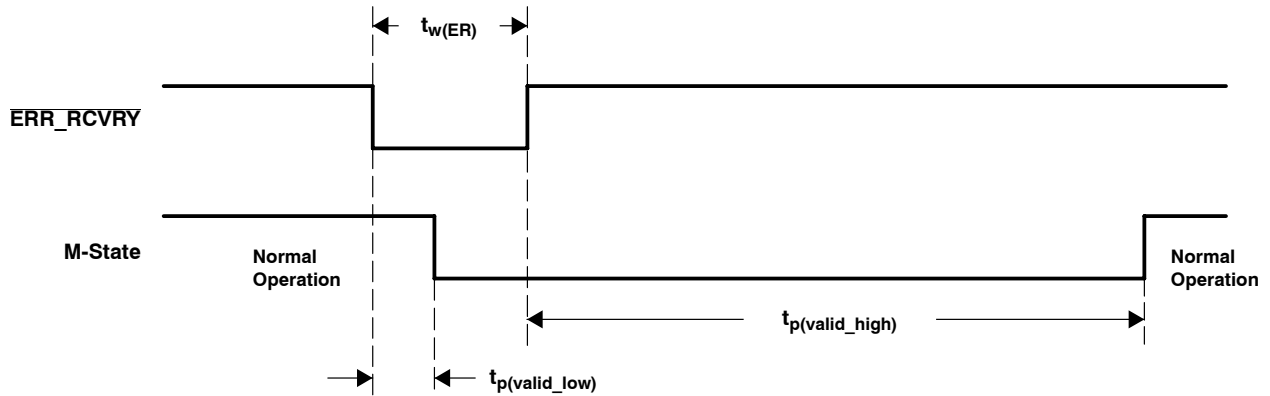 tw(ER)
ERR_RCVRY
M-State
Normal
Operation
Normal
Operation
tp(valid_high)
tp(valid_low)